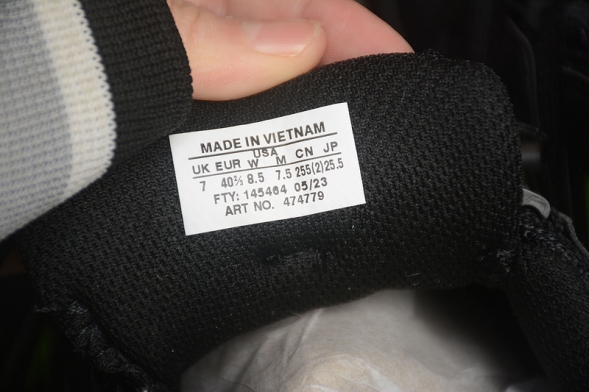 MADE IN VIETNAM
USA
UK EUR W M CN JP
7 40⅔ 8.5 7.5 255(2) 25.5
FTY: 145464 05/23
ART NO. 474779